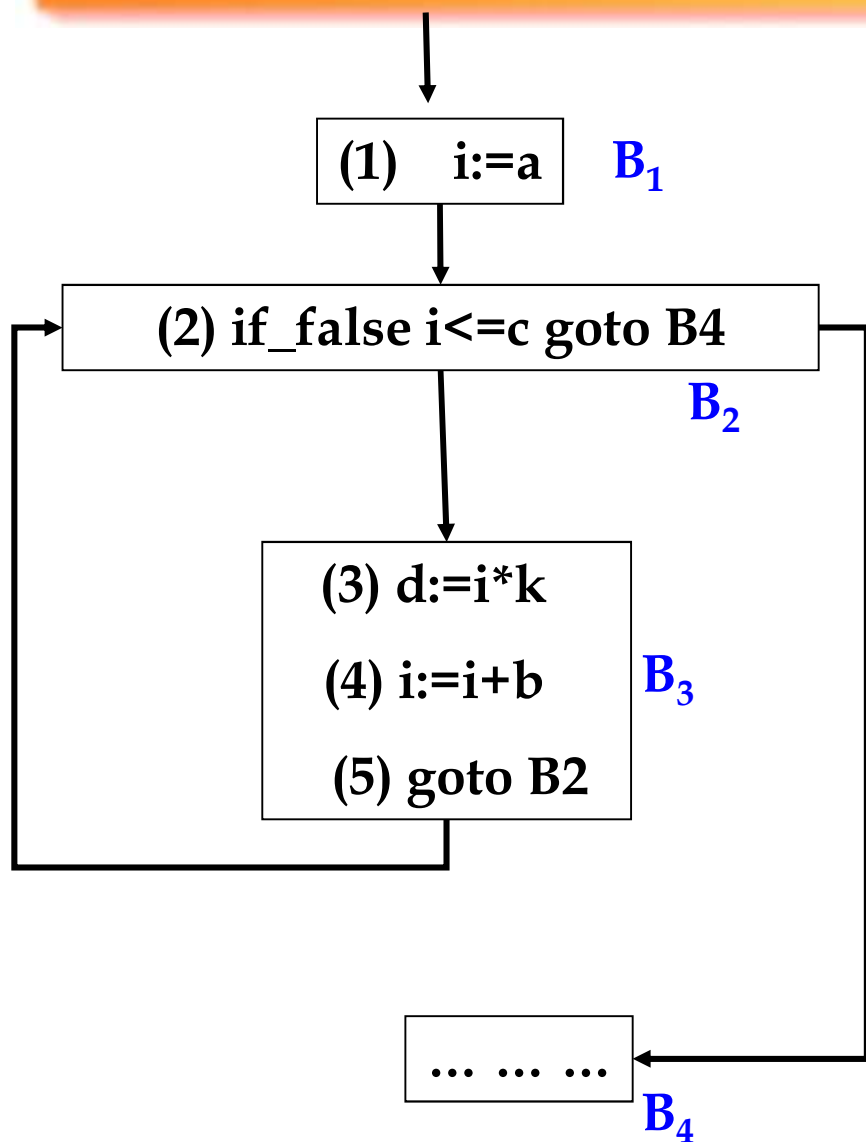 (1) i:=a B₁
(2) if_false i<=c goto B4
B₂
(3) d:=i*k
(4) i:=i+b B₃
(5) goto B2
... ... ...
B₄